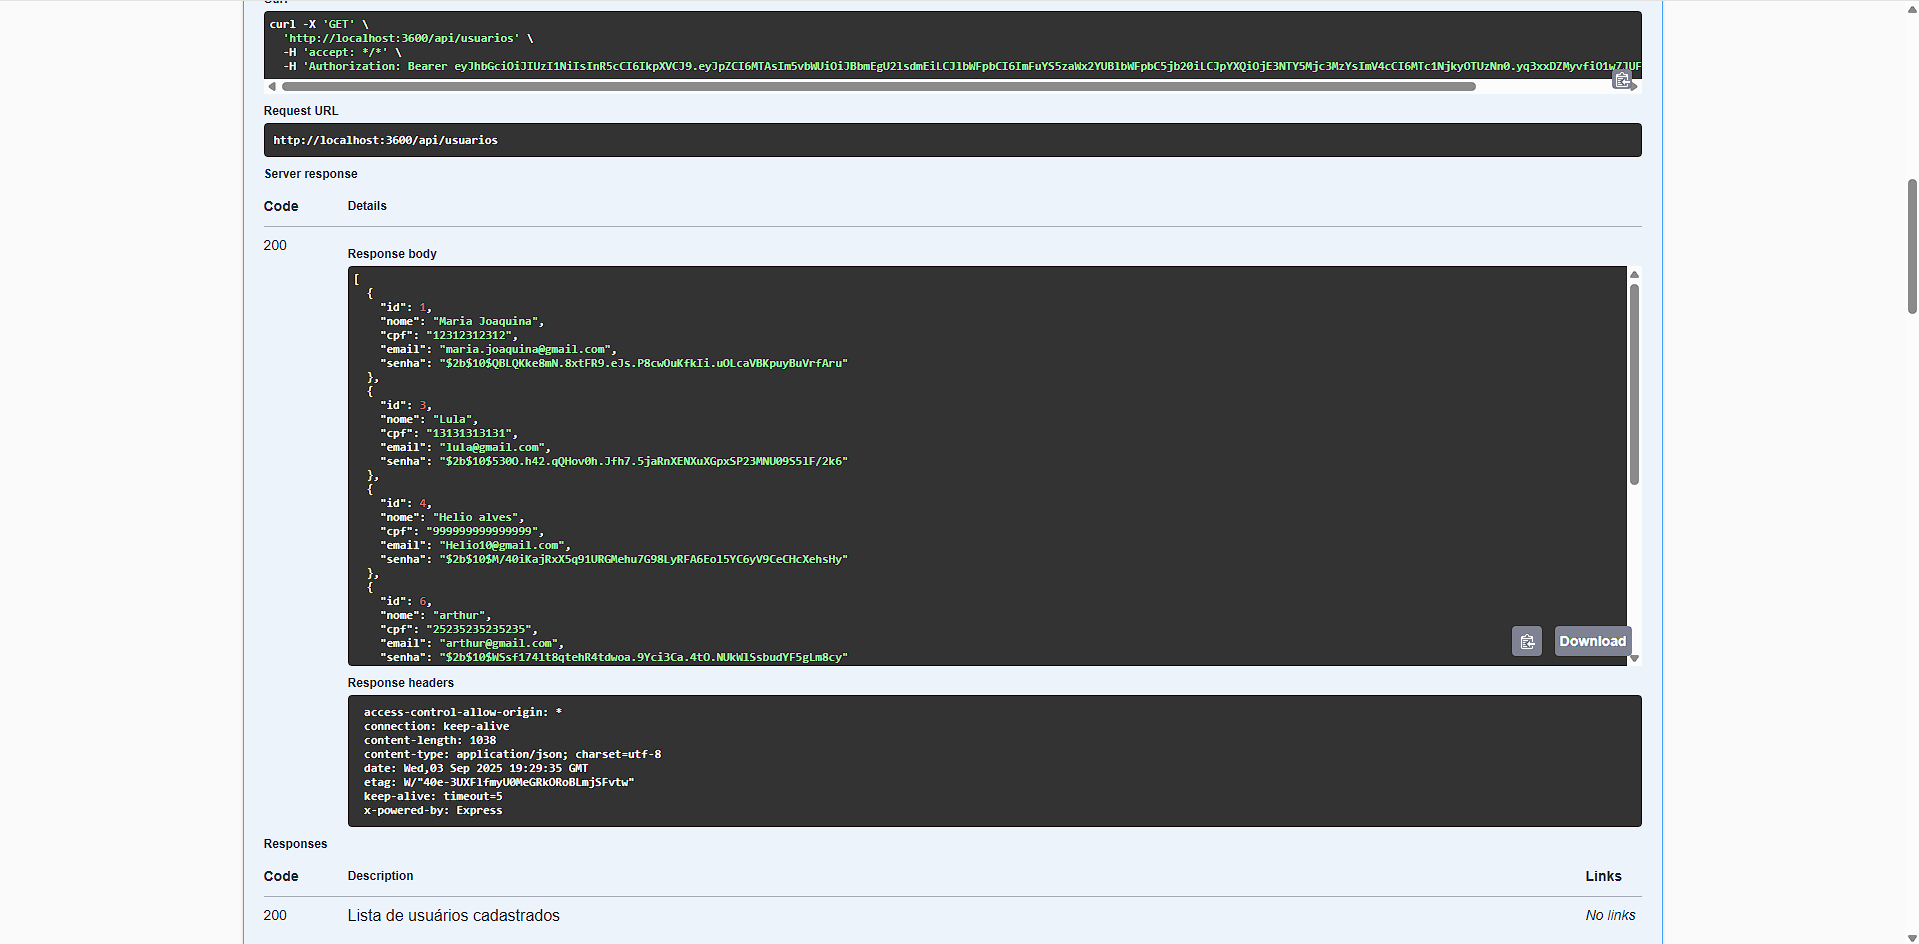 curl -X 'GET' \
'http://localhost:3600/api/usuarios' \
-H 'accept: */*' \
-H 'Authorization: Bearer eyJhbGciOiJIUzI1NiIsInR5cCI6IkpXVCJ9.eyJpZCI6MTAsIm5vbWUiOiJBbmEgU2lsdmEiLCJlbWFpbCI6ImFuYS5zaWx2YUBlbWFpbC5jb20iLCJpYXQiOjE3NTY5Mjc3MzYsImV4cCI6MTc1NjkyOTUzNn0.yq3xxDZMyvfiO1w7JUF
Request URL
http://localhost:3600/api/usuarios
Server response
Code Details
200
Response body
[
{
"id": 1,
"nome": "Maria Joaquina",
"cpf": "12312312312",
"email": "maria.joaquina@gmail.com",
"senha": "$2b$10$QBLQKke8mN.8xtFR9.eJs.P8cwOuKfkIi.uOLcaVBKpuyBuVrfAru"
},
{
"id": 3,
"nome": "Lula",
"cpf": "13131313131",
"email": "lula@gmail.com",
"senha": "$2b$10$530O.h42.qQHov0h.Jfh7.5jaRnXENXuXGpxSP23MNU09S5lF/2k6"
},
{
"id": 4,
"nome": "Helio alves",
"cpf": "999999999999999",
"email": "Helio10@gmail.com",
"senha": "$2b$10$M/40iKajRxX5q91URGMehu7G98LyRFA6Eol5YC6yV9CeCHcXehsHy"
},
{
"id": 6,
"nome": "arthur",
"cpf": "25235235235235",
"email": "arthur@gmail.com",
"senha": "$2b$10$WSsf174lt8qtehR4tdwoa.9Yci3Ca.4tO.NUkWlSsbudYF5gLm8cy"
Download
Response headers
access-control-allow-origin: *
connection: keep-alive
content-length: 1038
content-type: application/json; charset=utf-8
date: Wed,03 Sep 2025 19:29:35 GMT
etag: W/"40e-3UXFlfmyU0MeGRkORoBLmjSFvtw"
keep-alive: timeout=5
x-powered-by: Express
Responses
Code Description Links
200 Lista de usuários cadastrados No links